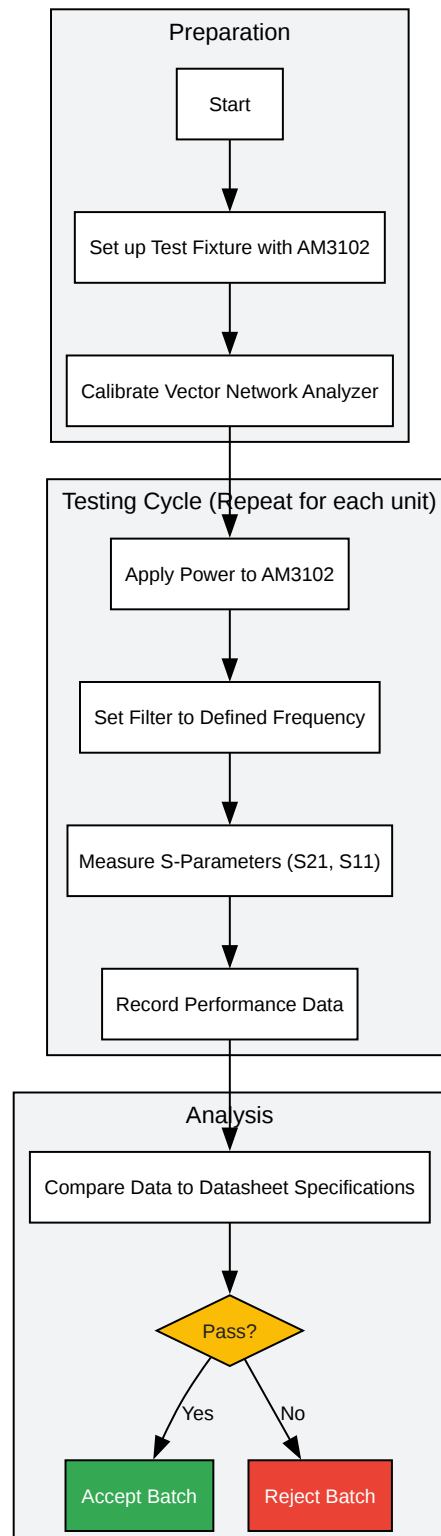 Preparation
Start
Set up Test Fixture with AM3102
Calibrate Vector Network Analyzer
Testing Cycle (Repeat for each unit)
Apply Power to AM3102
Set Filter to Defined Frequency
Measure S-Parameters (S21, S11)
Record Performance Data
Analysis
Compare Data to Datasheet Specifications
Pass?
Yes
No
Accept Batch
Reject Batch